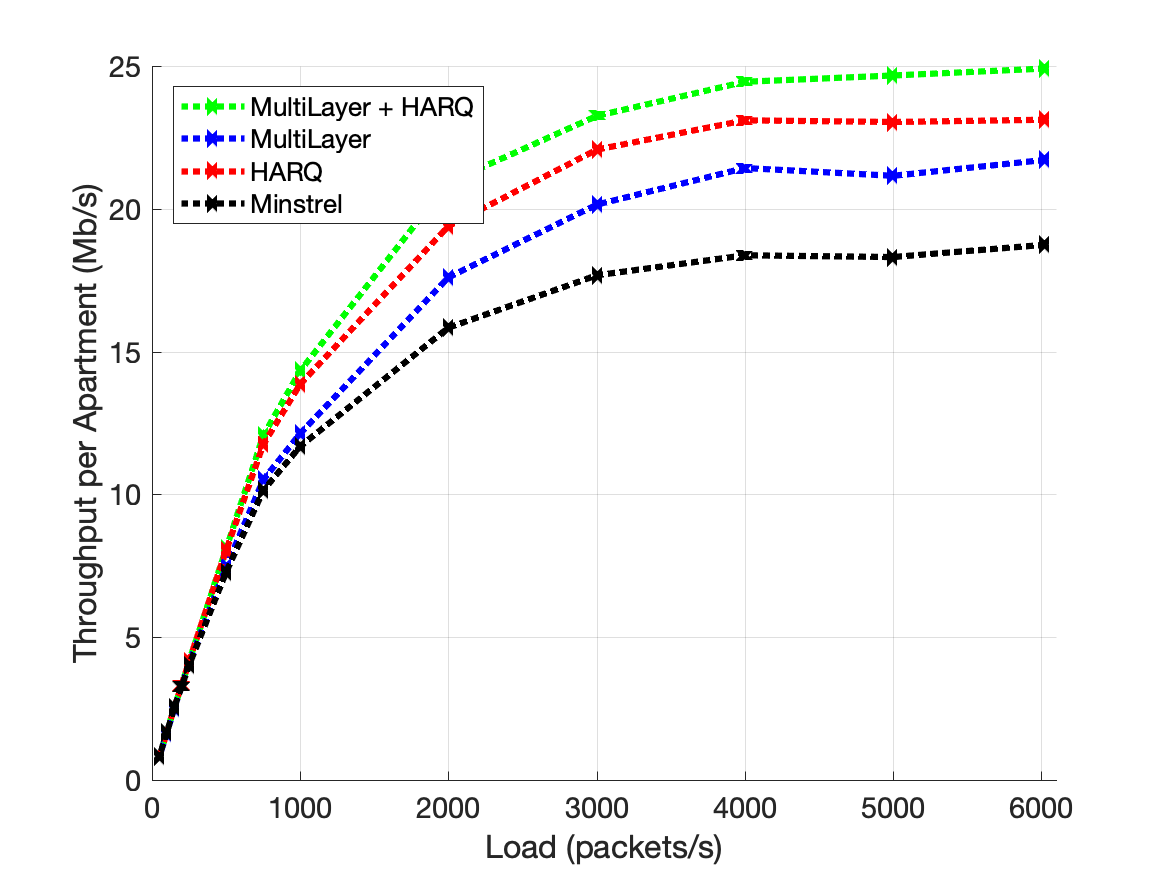 25
20
15
10
5
0
Throughput per Apartment (Mb/s)
MultiLayer + HARQ
MultiLayer
HARQ
Minstrel
0 1000 2000 3000 4000 5000 6000
Load (packets/s)